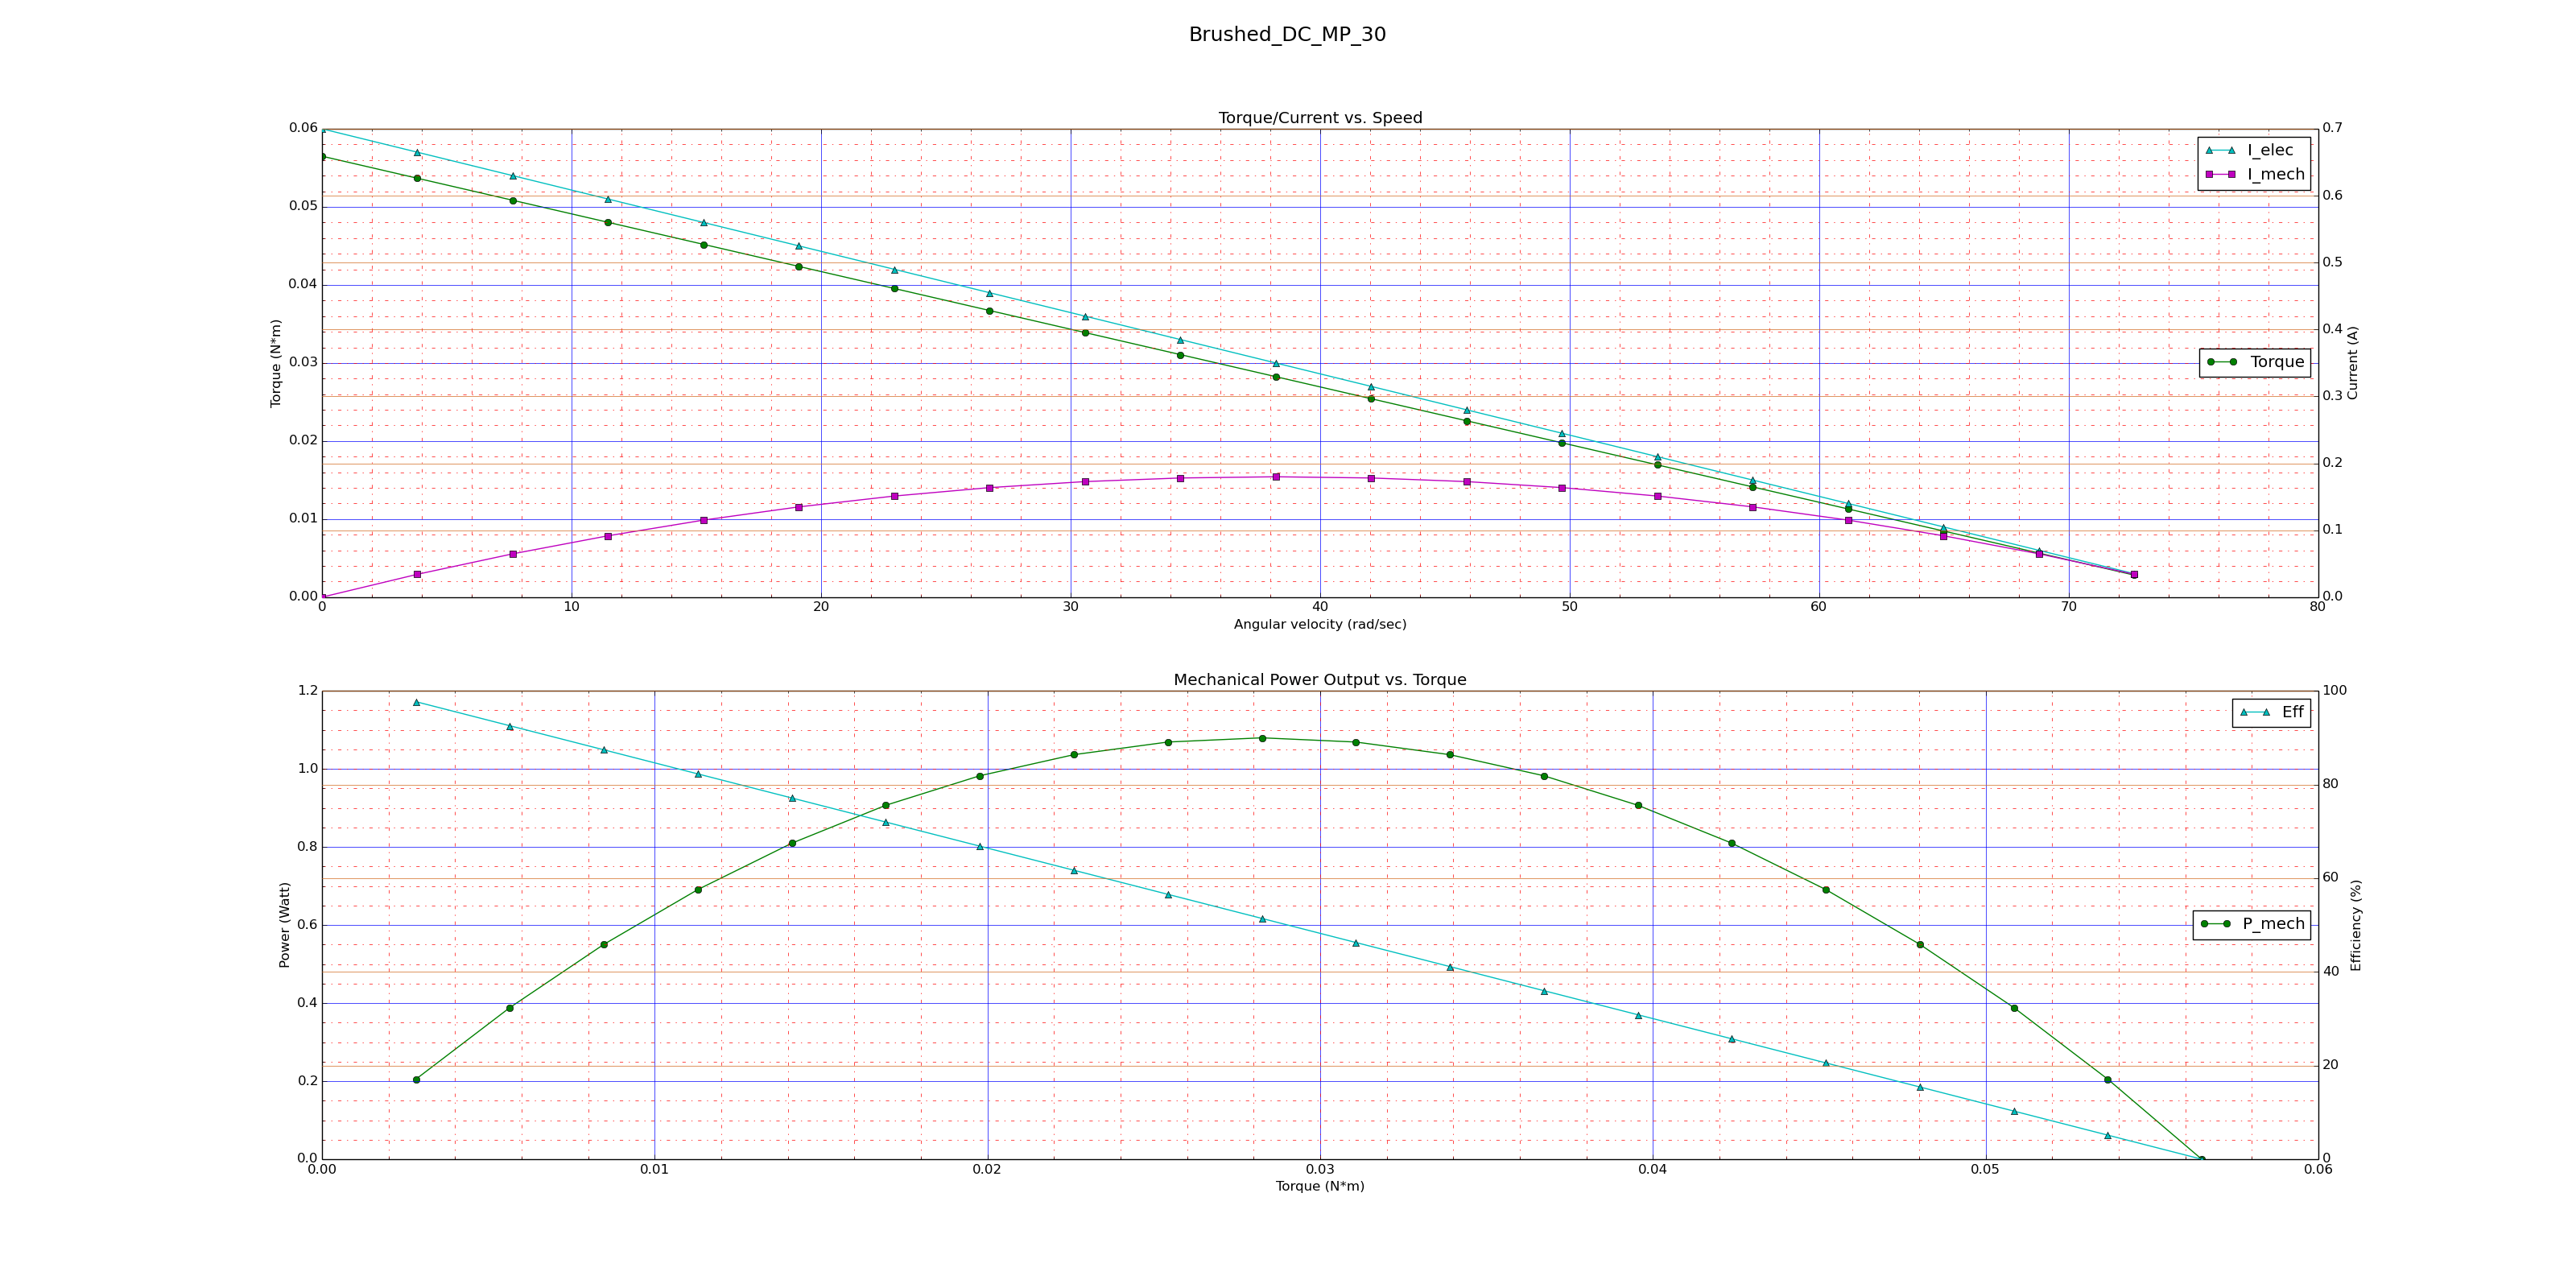 Brushed_DC_MP_30
Torque/Current vs. Speed
0.06
0.05
0.04
0.03
0.02
0.01
0.00
Torque (N*m)
0.7
0.6
0.5
0.4
0.3
0.2
0.1
0.0
Current (A)
I_elec
I_mech
Torque
0 10 20 30 40 50 60 70 80
Angular velocity (rad/sec)
Mechanical Power Output vs. Torque
1.2
1.0
0.8
0.6
0.4
0.2
0.0
Power (Watt)
100
80
60
40
20
0
Efficiency (%)
Eff
P_mech
0.00 0.01 0.02 0.03 0.04 0.05 0.06
Torque (N*m)